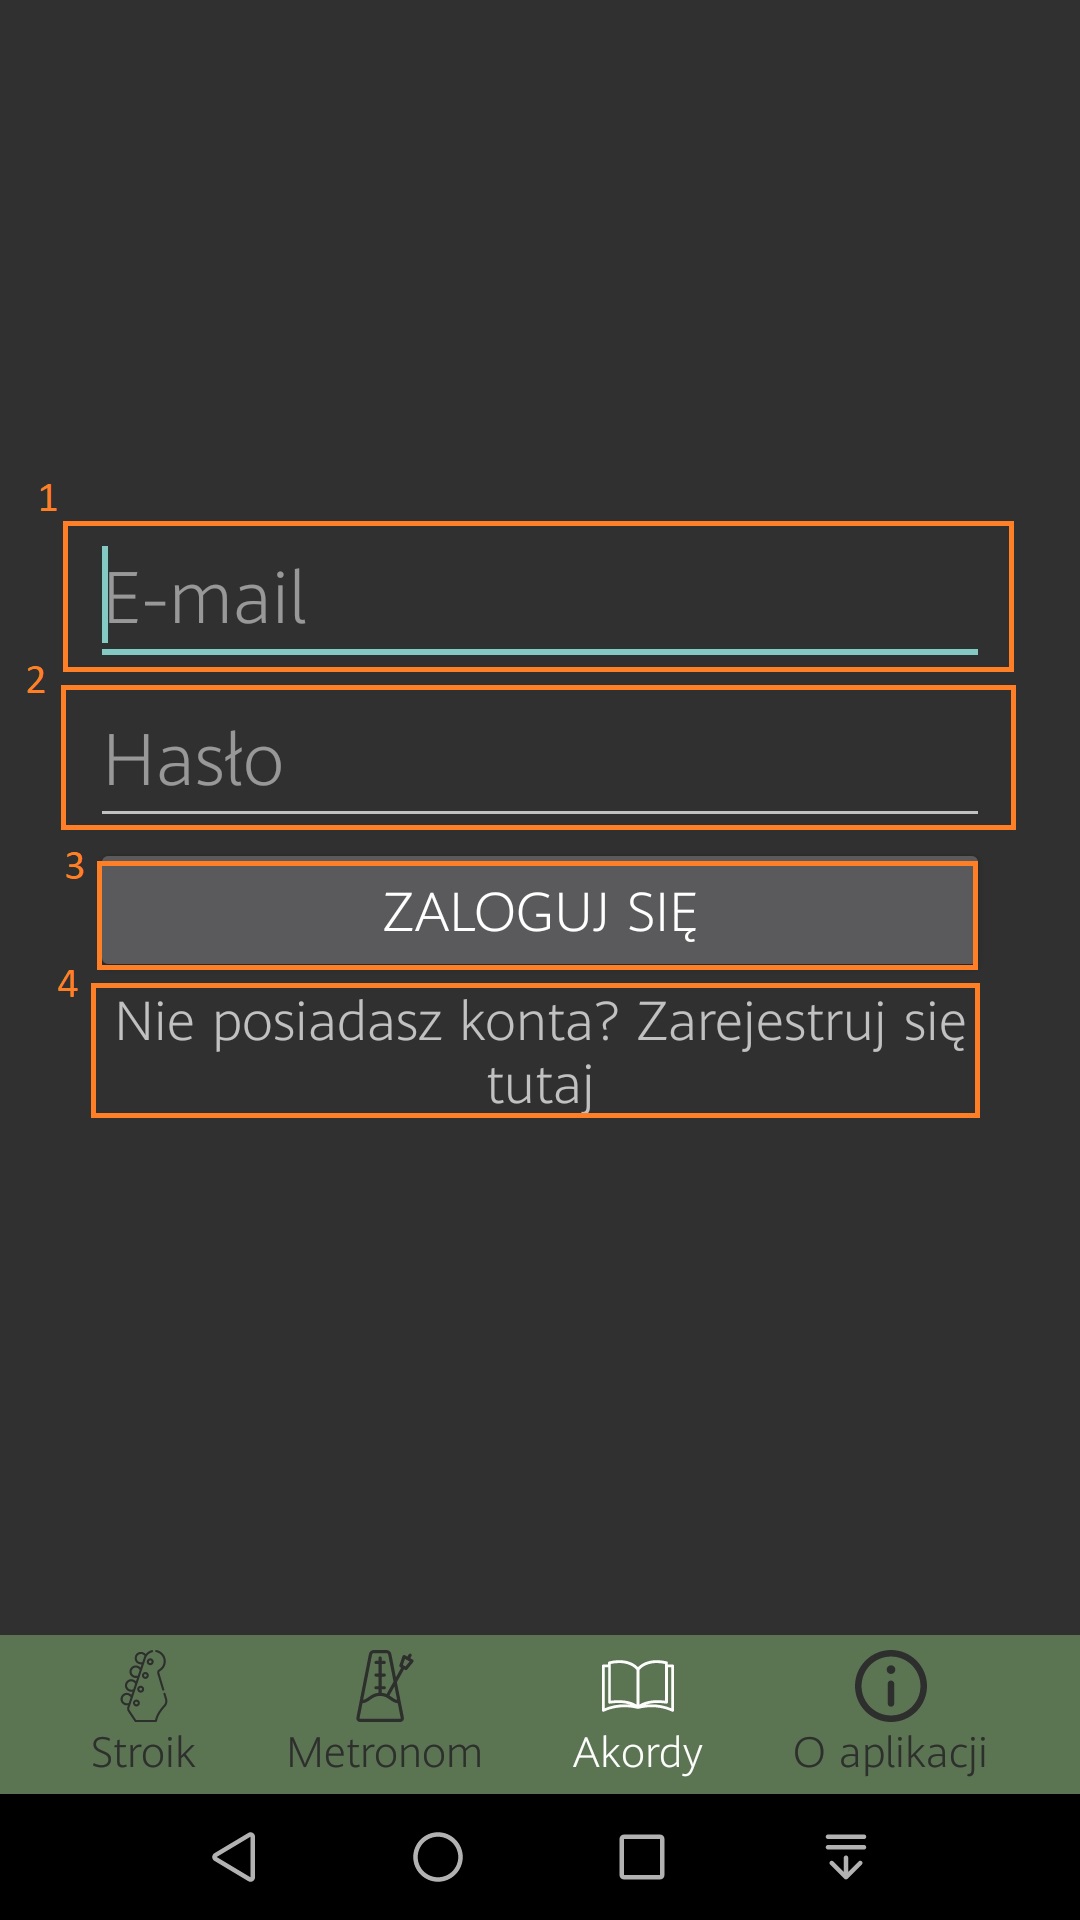 1
E-mail
2
Hasło
3
ZALOGUJ SIĘ
4
Nie posiadasz konta? Zarejestruj się
tutaj
Stroik Metronom Akordy O aplikacji